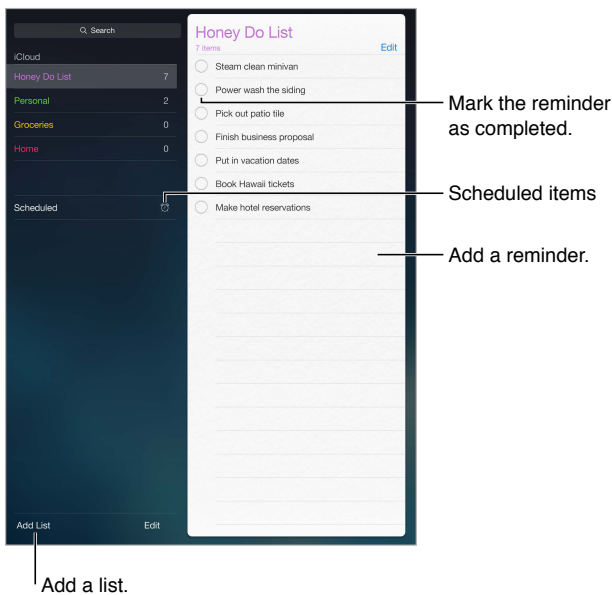 Search
iCloud
Honey Do List 7
Personal 2
Groceries 0
Home 0
Scheduled
Add List Edit
Honey Do List
7 items Edit
Steam clean minivan
Power wash the siding
Pick out patio tile
Finish business proposal
Put in vacation dates
Book Hawaii tickets
Make hotel reservations
Mark the reminder
as completed.
Scheduled items
Add a reminder.
Add a list.